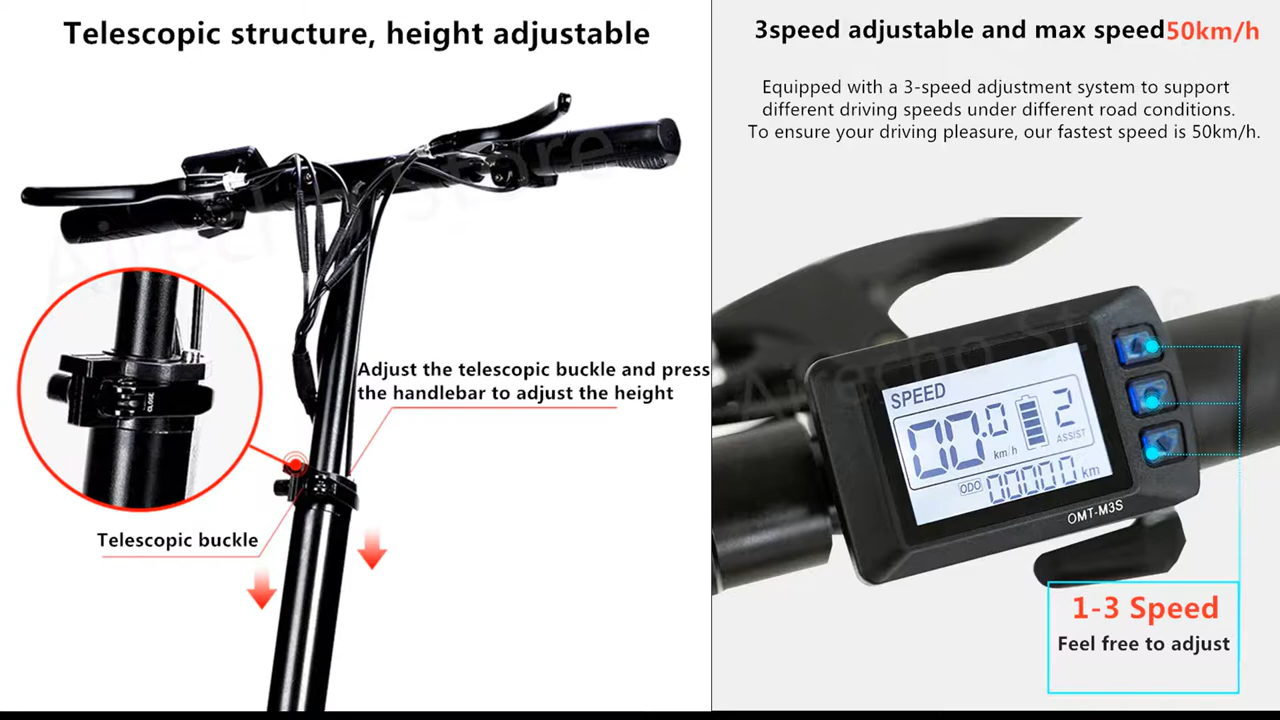 Telescopic structure, height adjustable
Adjust the telescopic buckle and press
the handlebar to adjust the height
CLOSE
Telescopic buckle
3speed adjustable and max speed50km/h
Equipped with a 3-speed adjustment system to support
different driving speeds under different road conditions.
To ensure your driving pleasure, our fastest speed is 50km/h.
SPEED
00.0 km/h
2
ASSIST
ODO 00000 km
OMT-M3S
1-3 Speed
Feel free to adjust